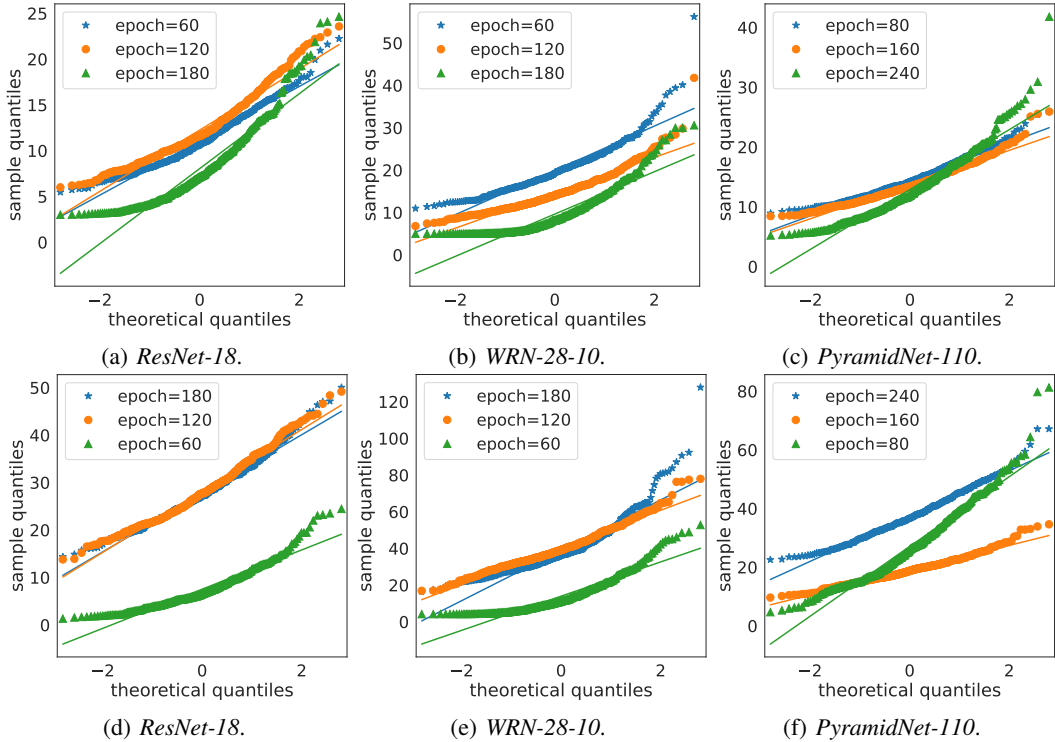 epoch=60
epoch=120
epoch=180
25
20
15
10
5
0
−2
0
2
sample quantiles
theoretical quantiles
(a) ResNet-18.
epoch=60
epoch=120
epoch=180
50
40
30
20
10
0
−2
0
2
sample quantiles
theoretical quantiles
(b) WRN-28-10.
epoch=80
epoch=160
epoch=240
40
30
20
10
0
−2
0
2
sample quantiles
theoretical quantiles
(c) PyramidNet-110.
epoch=180
epoch=120
epoch=60
50
40
30
20
10
0
−2
0
2
sample quantiles
theoretical quantiles
(d) ResNet-18.
epoch=180
epoch=120
epoch=60
120
100
80
60
40
20
0
−2
0
2
sample quantiles
theoretical quantiles
(e) WRN-28-10.
epoch=240
epoch=160
epoch=80
80
60
40
20
0
−2
0
2
sample quantiles
theoretical quantiles
(f) PyramidNet-110.